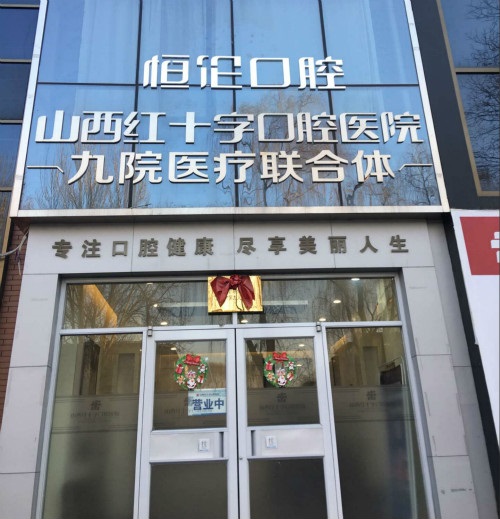 恒伦口腔
山西红十字口腔医院
九院医疗联合体
专注口腔健康 尽享美丽人生
营业中